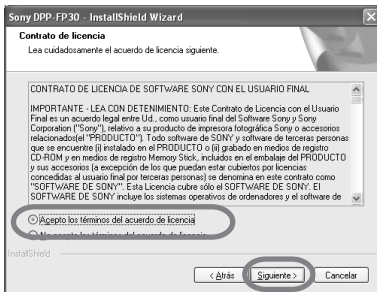 Sony DPP-FP30 - InstallShield Wizard
Contrato de licencia
Lea cuidadosamente el acuerdo de licencia siguiente.
CONTRATO DE LICENCIA DE SOFTWARE SONY CON EL USUARIO FINAL
IMPORTANTE - LEA CON DETENIMIENTO: Este Contrato de Licencia con el Usuario
Final es un acuerdo legal entre Ud., como usuario final del Software Sony y Sony
Corporation ("Sony"), relativo a su producto de impresora fotográfica Sony o accesorios
relacionados(el "PRODUCTO"). Todo software de SONY y software de terceras personas
que se encuentre (i) instalado en el PRODUCTO o (ii) grabado en medios de registro
CD-ROM y en medios de registro Memory Stick, incluidos en el embalaje del PRODUCTO
y sus accesorios (a excepción de los que puedan estar cubiertos por licencias
concedidas al usuario final por terceras personas) se denomina en este contrato como
"SOFTWARE DE SONY". Esta Licencia cubre sólo el SOFTWARE DE SONY. El
SOFTWARE DE SONY incluye los sistemas operativos de ordenadores y el software de
Acepto los términos del acuerdo de licencia
No acepto los términos del acuerdo de licencia
InstallShield
< Atrás
Siguiente >
Cancelar